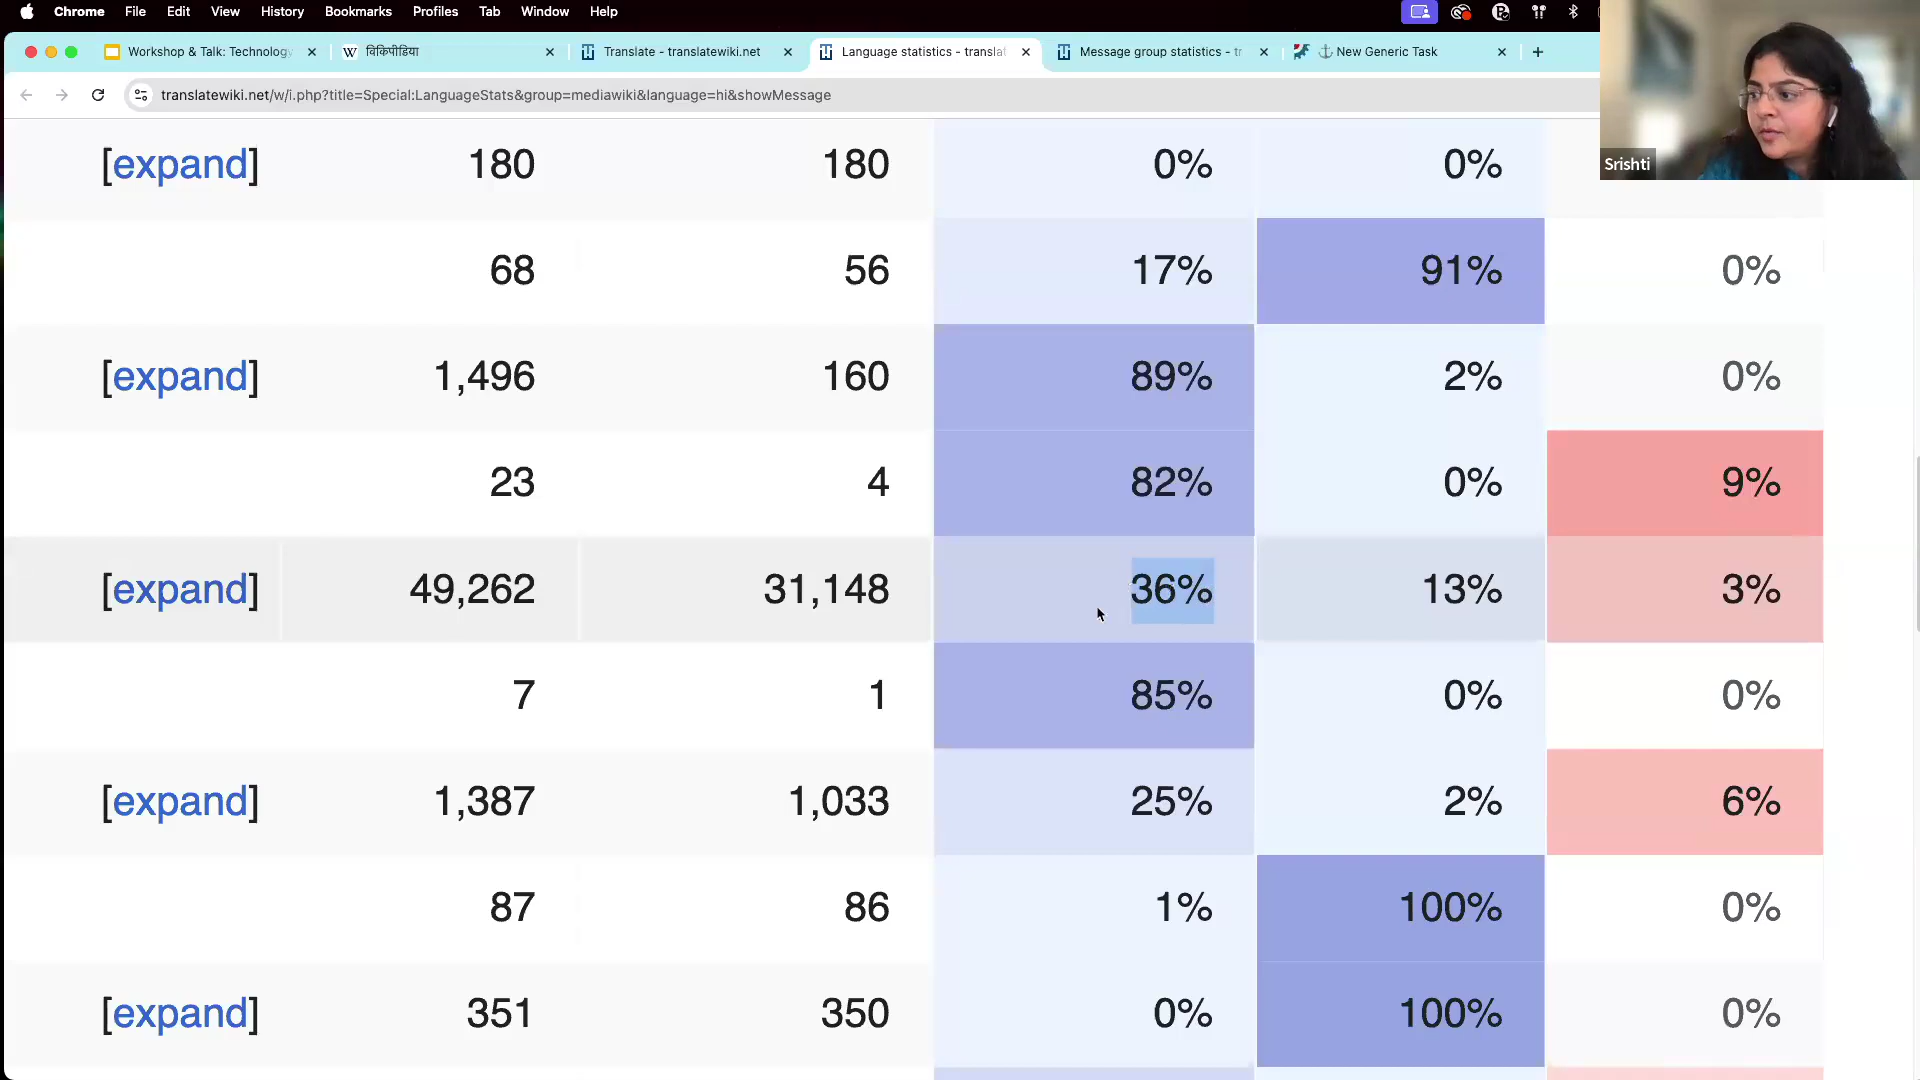 Chrome File Edit View History Bookmarks Profiles Tab Window Help
Workshop & Talk: Technology
विकिपीडिया
Translate - translatewiki.net
Language statistics - translat
Message group statistics - tr
New Generic Task
translatewiki.net/w/i.php?title=Special:LanguageStats&group=mediawiki&language=hi&showMessage
Srishti
[expand] 180 180 0% 0%
68 56 17% 91% 0%
[expand] 1,496 160 89% 2% 0%
23 4 82% 0% 9%
[expand] 49,262 31,148 36% 13% 3%
7 1 85% 0% 0%
[expand] 1,387 1,033 25% 2% 6%
87 86 1% 100% 0%
[expand] 351 350 0% 100% 0%